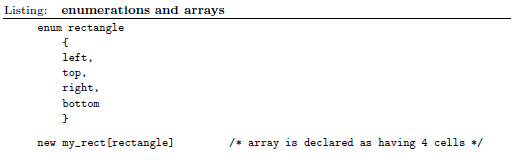 Listing: enumerations and arrays
enum rectangle
{
left,
top,
right,
bottom
}
new my_rect[rectangle] /* array is declared as having 4 cells */